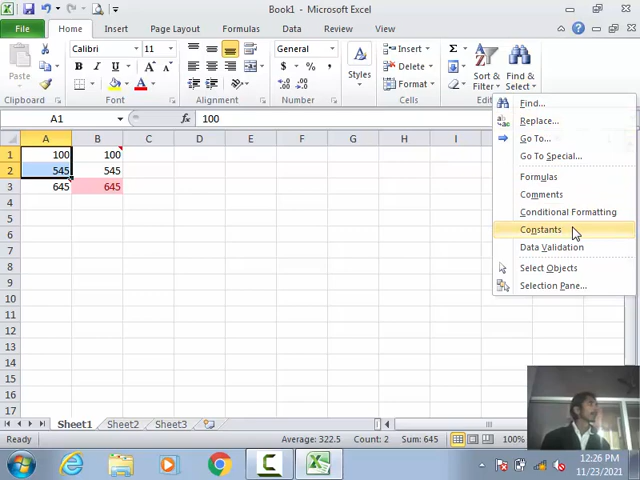 Book1 - Microsoft Excel
File Home Insert Page Layout Formulas Data Review View
Calibri 11 General Insert Σ
Paste B I U A A $ % , Styles Delete Sort & Filter Find & Select
Format
Clipboard Font Alignment Number Cells
A1 fx 100
A B C D E F G H I
1 100 100
2 545 545
3 645 645
4
5
6
7
8
9
10
11
12
13
14
15
16
17
Find...
Replace...
Go To...
Go To Special...
Formulas
Comments
Conditional Formatting
Constants
Data Validation
Select Objects
Selection Pane...
Sheet1 Sheet2 Sheet3
Ready Average: 322.5 Count: 2 Sum: 645 100%
12:26 PM
11/23/2021